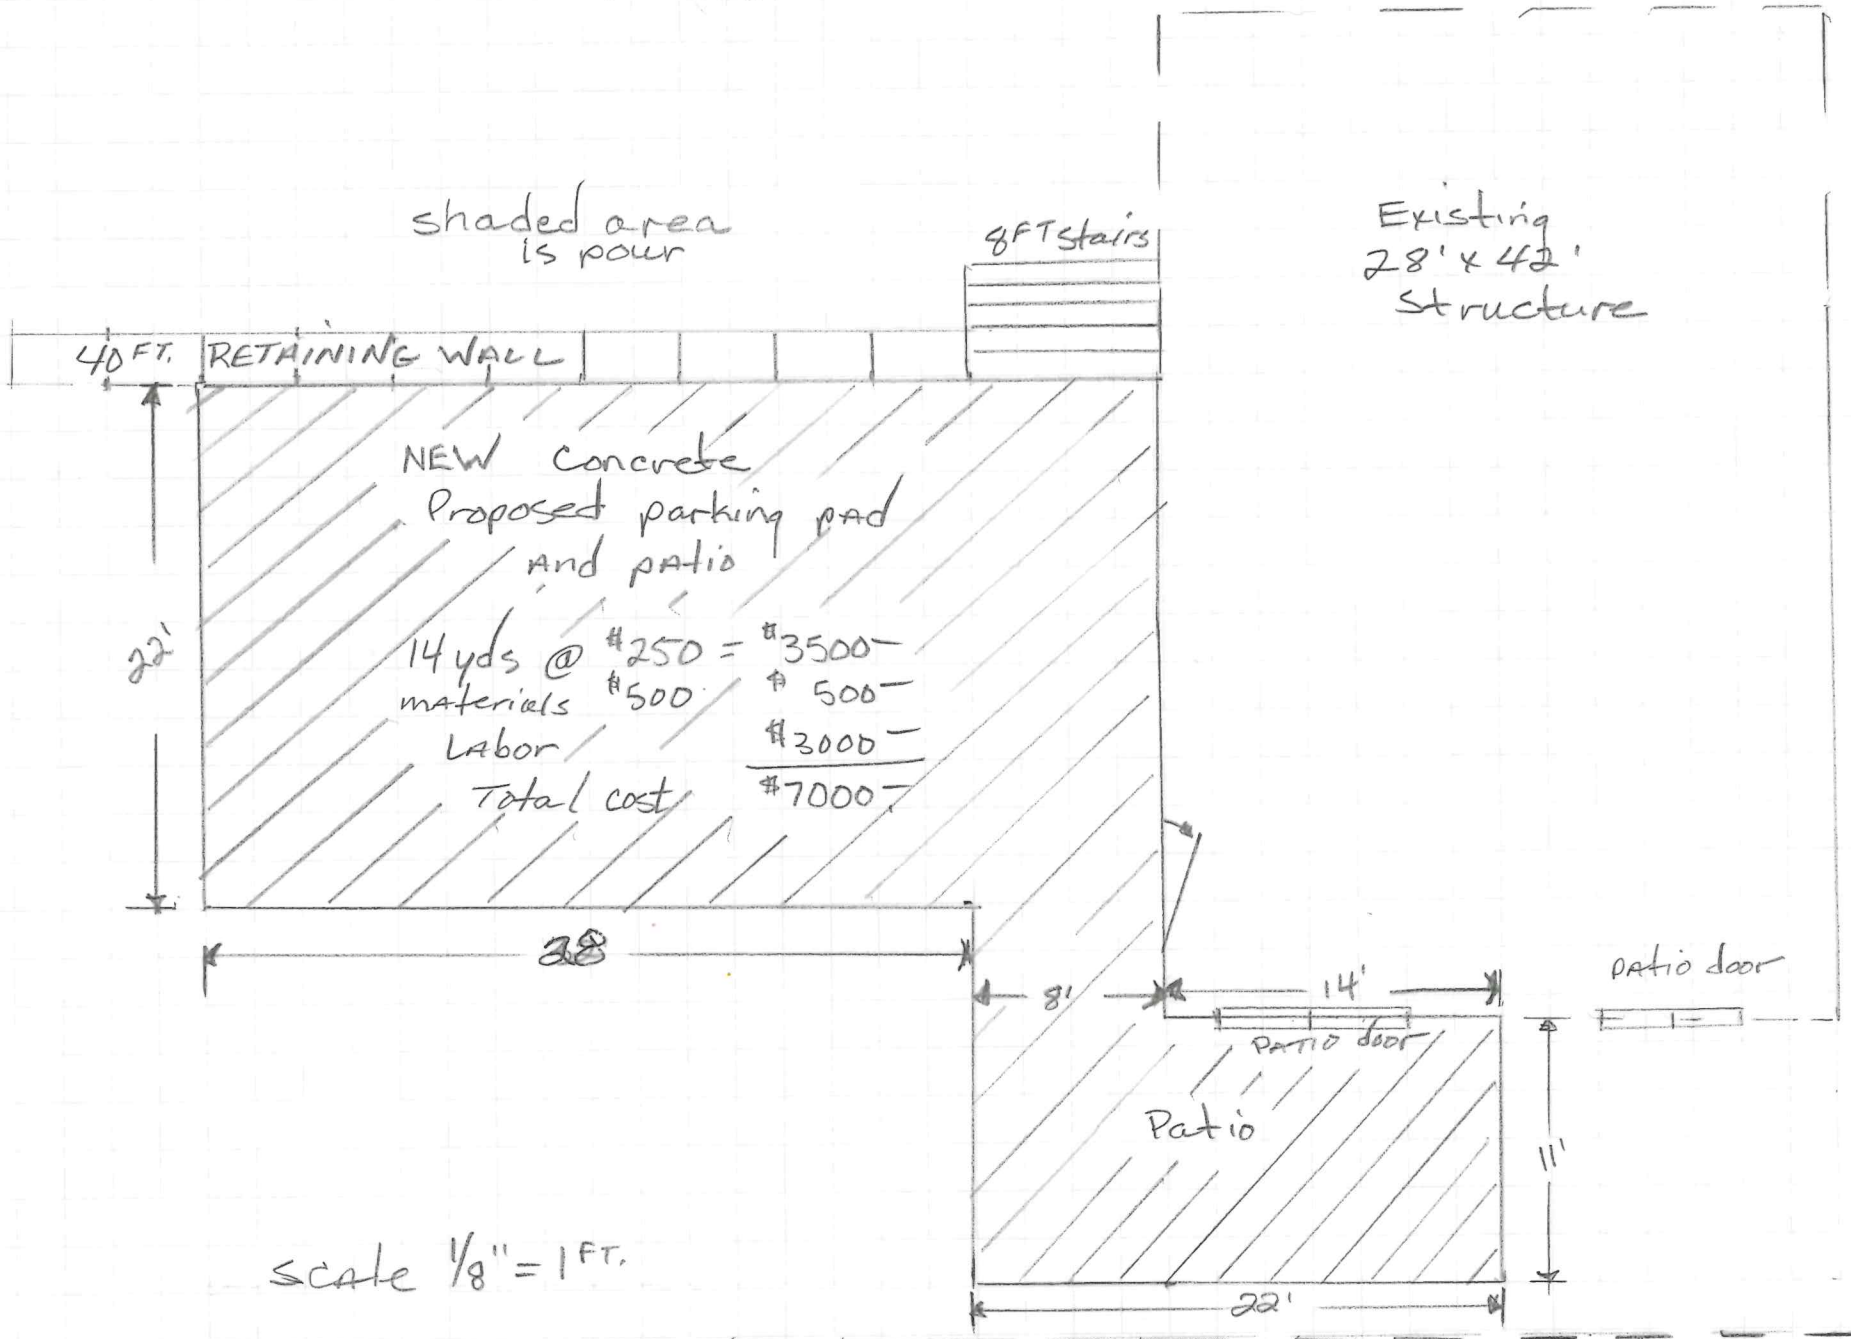 shaded area
is pour
8FT stairs
Existing
28' x 42'
Structure
40 FT. RETAINING WALL
NEW Concrete
Proposed parking pAd
And pAtio
22'
14 yds @ $250 = $3500-
mAterials $500 $ 500-
LAbor $3000-
Total cost $7000-
8'
14'
PAtio door
PATIO door
Patio
11'
SCAle 1/8" = 1 FT.
22'